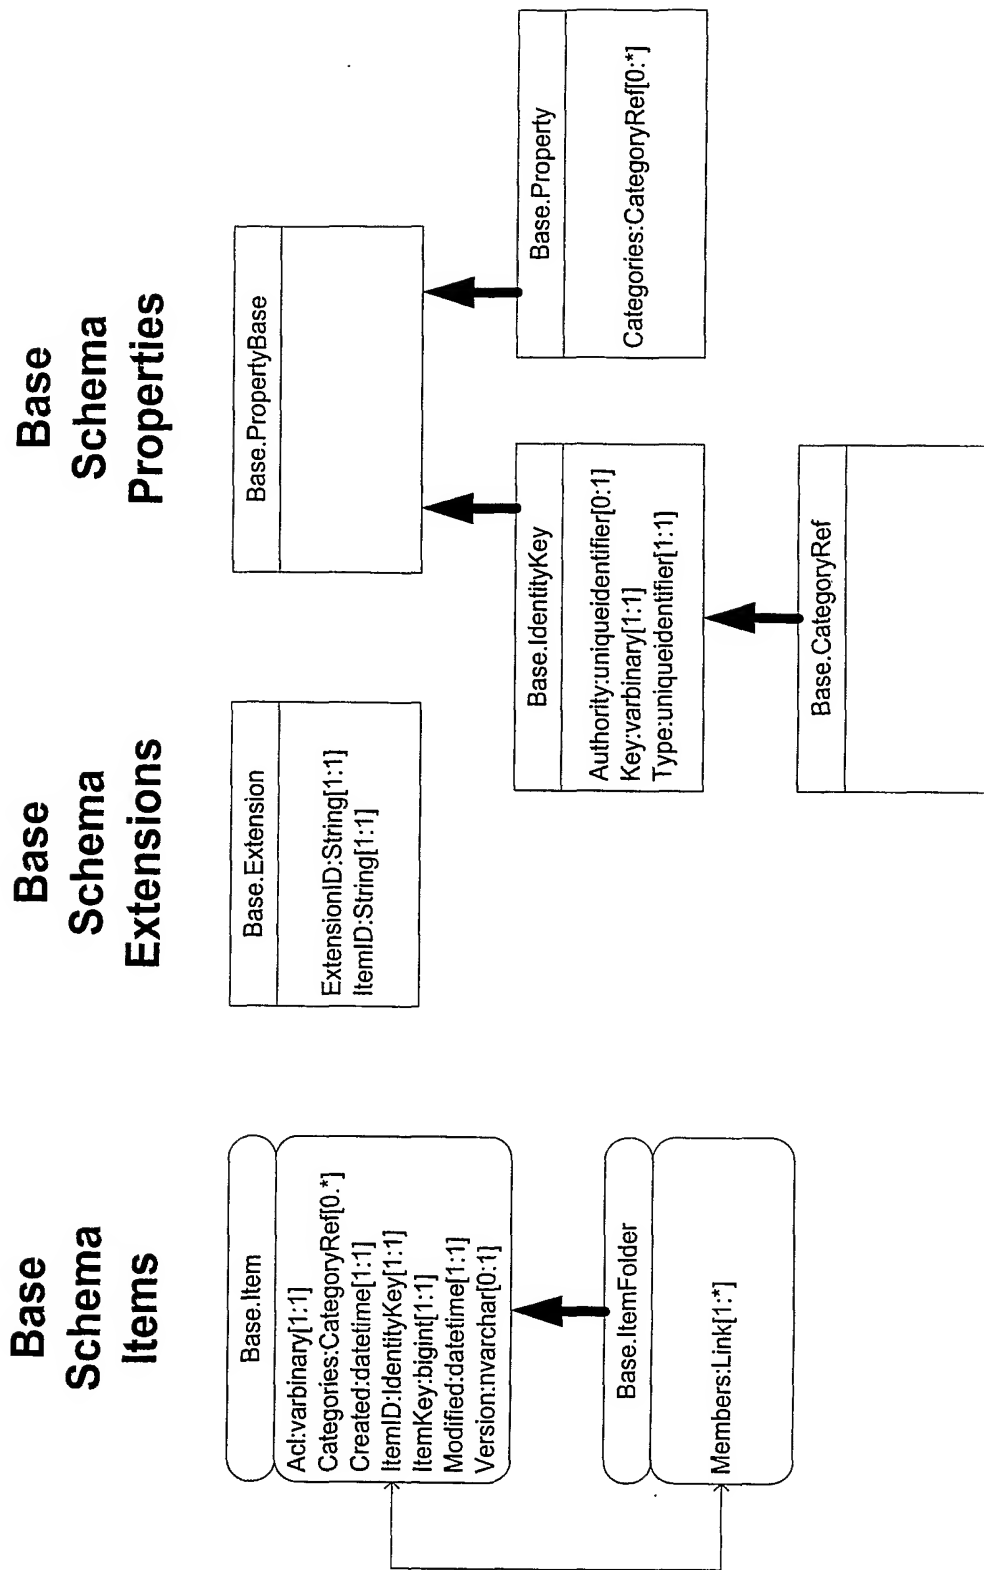 Base
Schema
Items
Base.Item
Acl:varbinary[1:1]
Categories:CategoryRef[0.*]
Created:datetime[1:1]
ItemID:IdentityKey[1:1]
ItemKey:bigint[1:1]
Modified:datetime[1:1]
Version:nvarchar[0:1]
Base.ItemFolder
Members:Link[1:*]
Base
Schema
Extensions
Base.Extension
ExtensionID:String[1:1]
ItemID:String[1:1]
Base
Schema
Properties
Base.PropertyBase
Base.IdentityKey
Authority:uniqueidentifier[0:1]
Key:varbinary[1:1]
Type:uniqueidentifier[1:1]
Base.Property
Categories:CategoryRef[0:*]
Base.CategoryRef